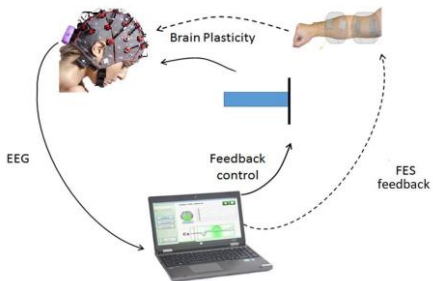 Brain Plasticity
EEG
Feedback
control
FES
feedback